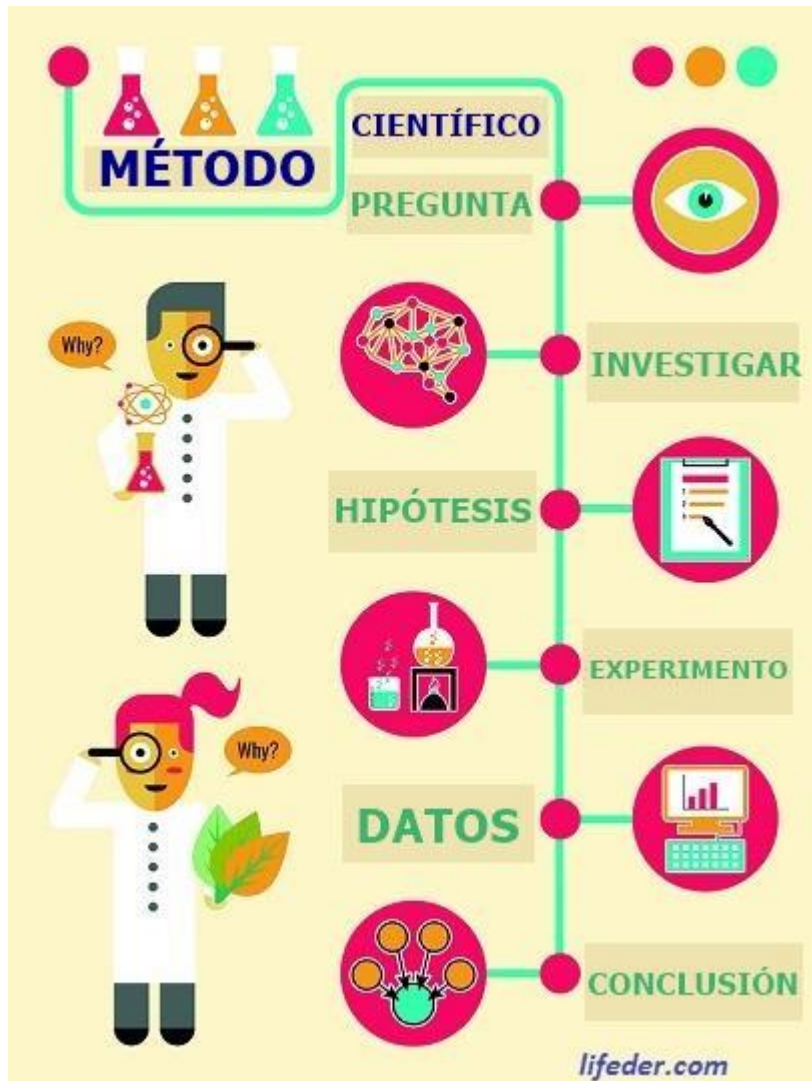 MÉTODO
CIENTÍFICO
PREGUNTA
Why?
INVESTIGAR
HIPÓTESIS
EXPERIMENTO
Why?
DATOS
CONCLUSIÓN
lifeder.com